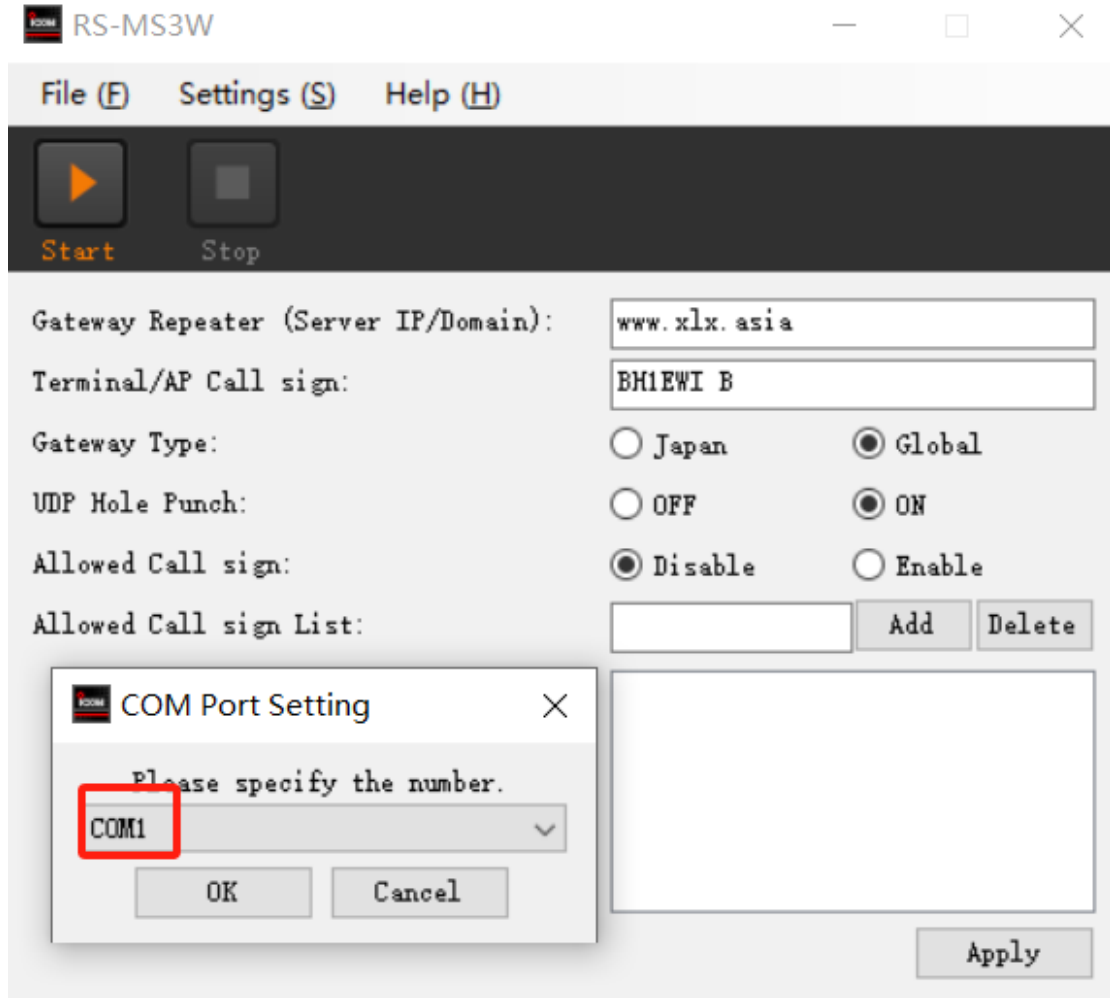 RS-MS3W
File (F) Settings (S) Help (H)
Start Stop
Gateway Repeater (Server IP/Domain): www.xlx.asia
Terminal/AP Call sign: BH1EWI B
Gateway Type: Japan Global
UDP Hole Punch: OFF ON
Allowed Call sign: Disable Enable
Allowed Call sign List: Add Delete
ICOM COM Port Setting
Please specify the number.
COM1
OK Cancel
Apply